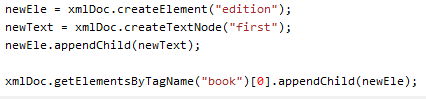 newEle = xmlDoc.createElement("edition");
newText = xmlDoc.createTextNode("first");
newEle.appendChild(newText);
xmlDoc.getElementsByTagName("book")[0].appendChild(newEle);